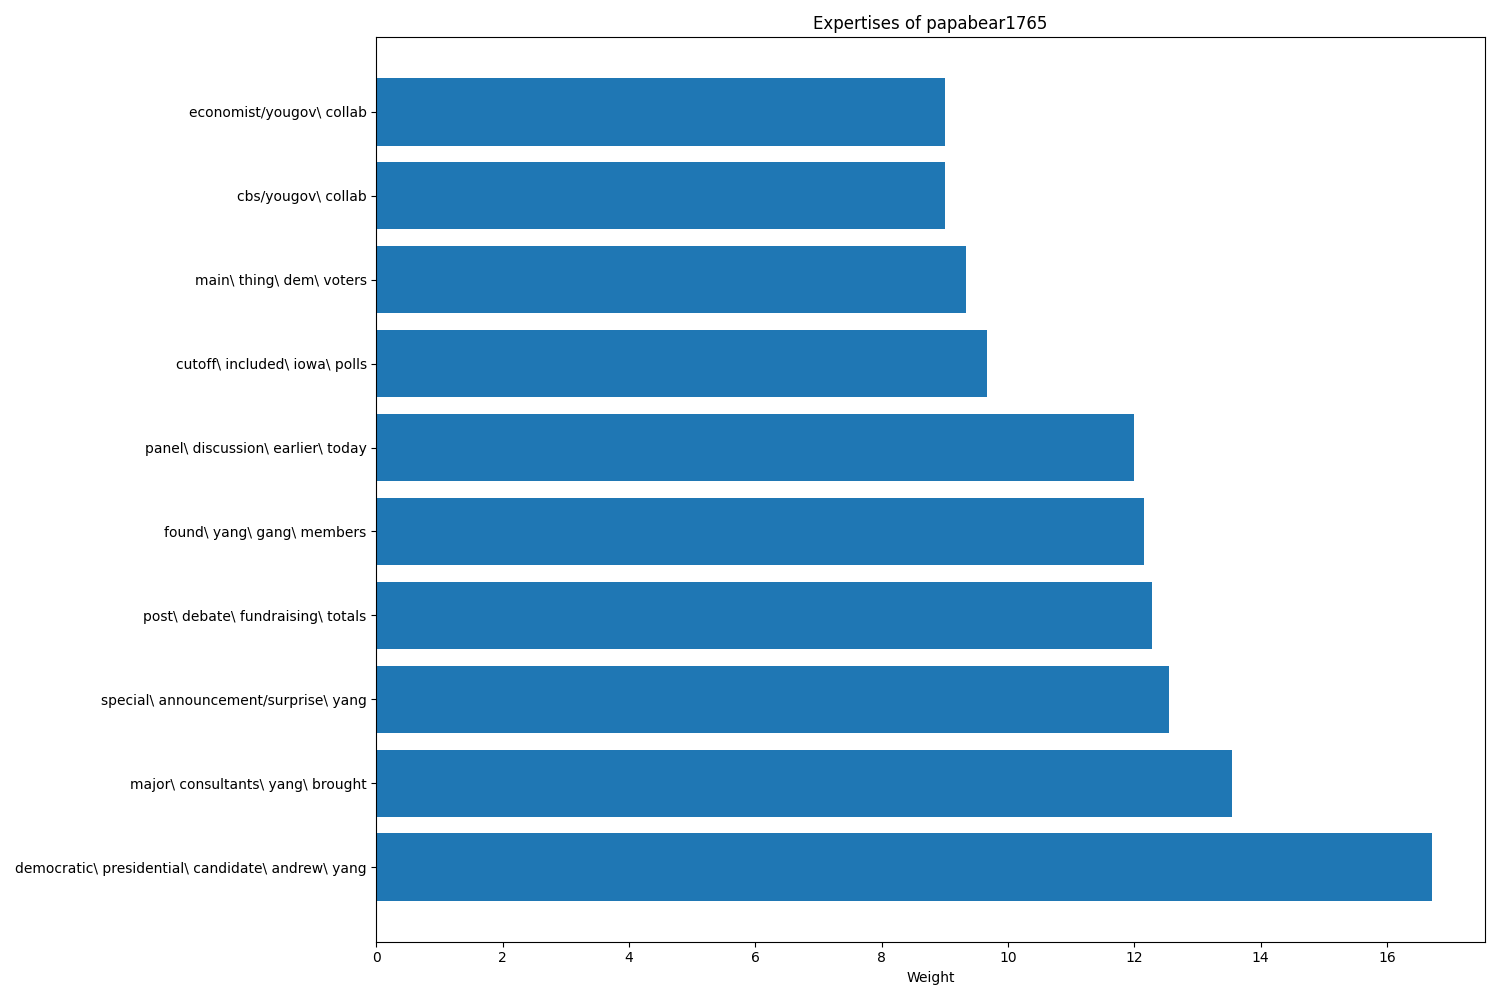 Expertises of papabear1765
economist/yougov\ collab
cbs/yougov\ collab
main\ thing\ dem\ voters
cutoff\ included\ iowa\ polls
panel\ discussion\ earlier\ today
found\ yang\ gang\ members
post\ debate\ fundraising\ totals
special\ announcement/surprise\ yang
major\ consultants\ yang\ brought
democratic\ presidential\ candidate\ andrew\ yang
0 2 4 6 8 10 12 14 16
Weight